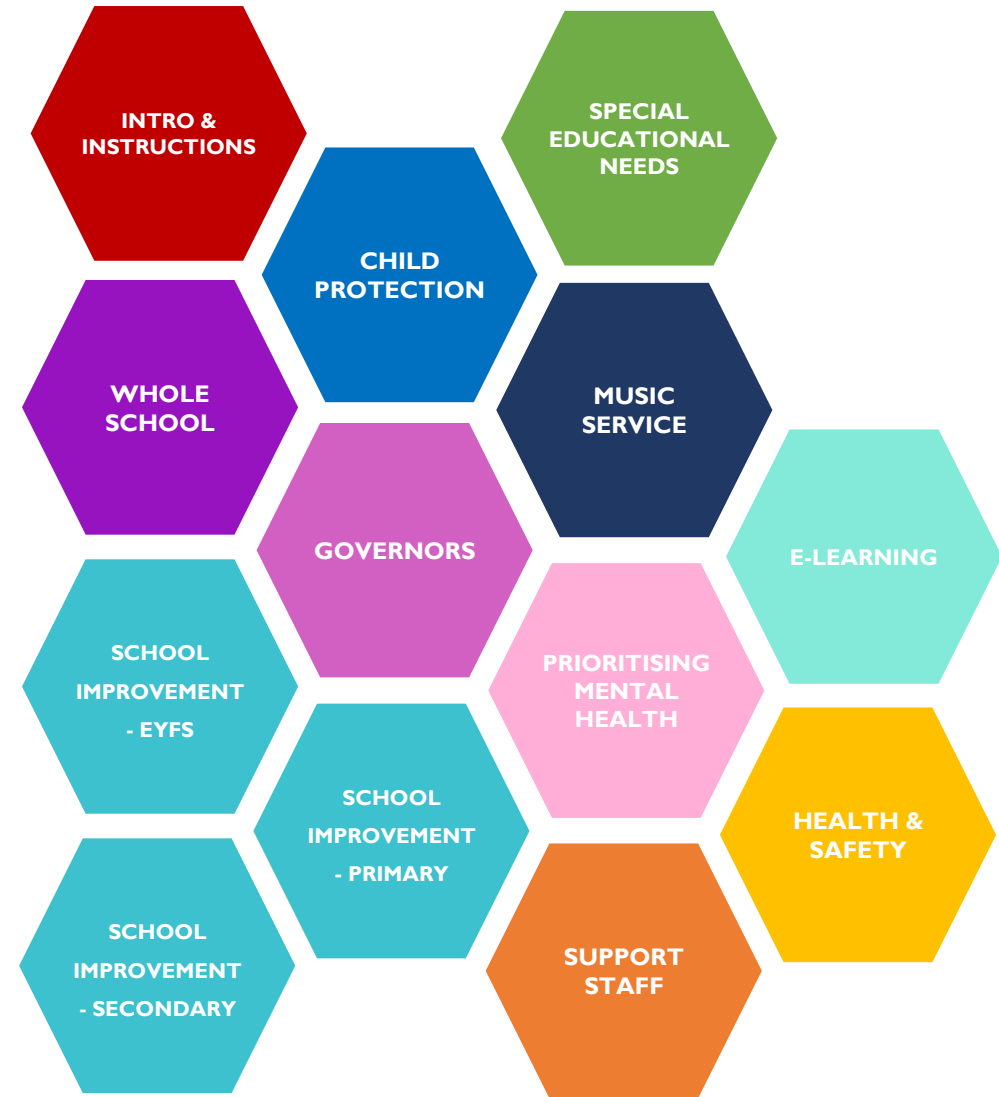 INTRO &
INSTRUCTIONS
SPECIAL
EDUCATIONAL
NEEDS
CHILD
PROTECTION
WHOLE
SCHOOL
MUSIC
SERVICE
GOVERNORS
E-LEARNING
SCHOOL
IMPROVEMENT
- EYFS
PRIORITISING
MENTAL
HEALTH
SCHOOL
IMPROVEMENT
- PRIMARY
HEALTH &
SAFETY
SCHOOL
IMPROVEMENT
- SECONDARY
SUPPORT
STAFF